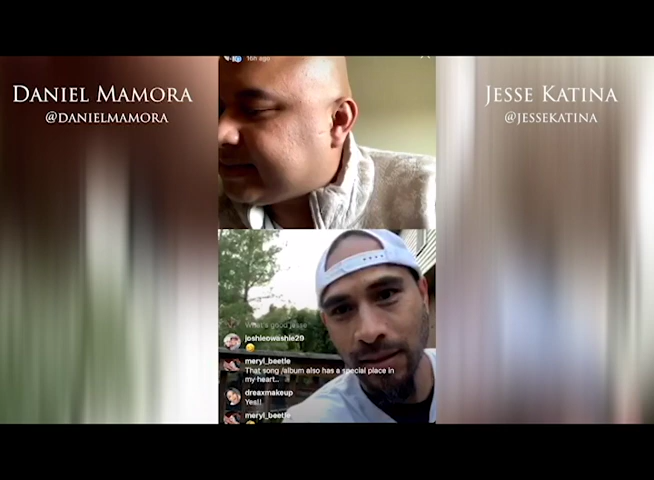 16h ago
DANIEL MAMORA
@DANIELMAMORA
JESSE KATINA
@JESSEKATINA
What's good jesse
joshieowashie29
meryl_beetle
That song /album also has a special place in
my heart..
dreaxmakeup
Yes!!
meryl_beetle